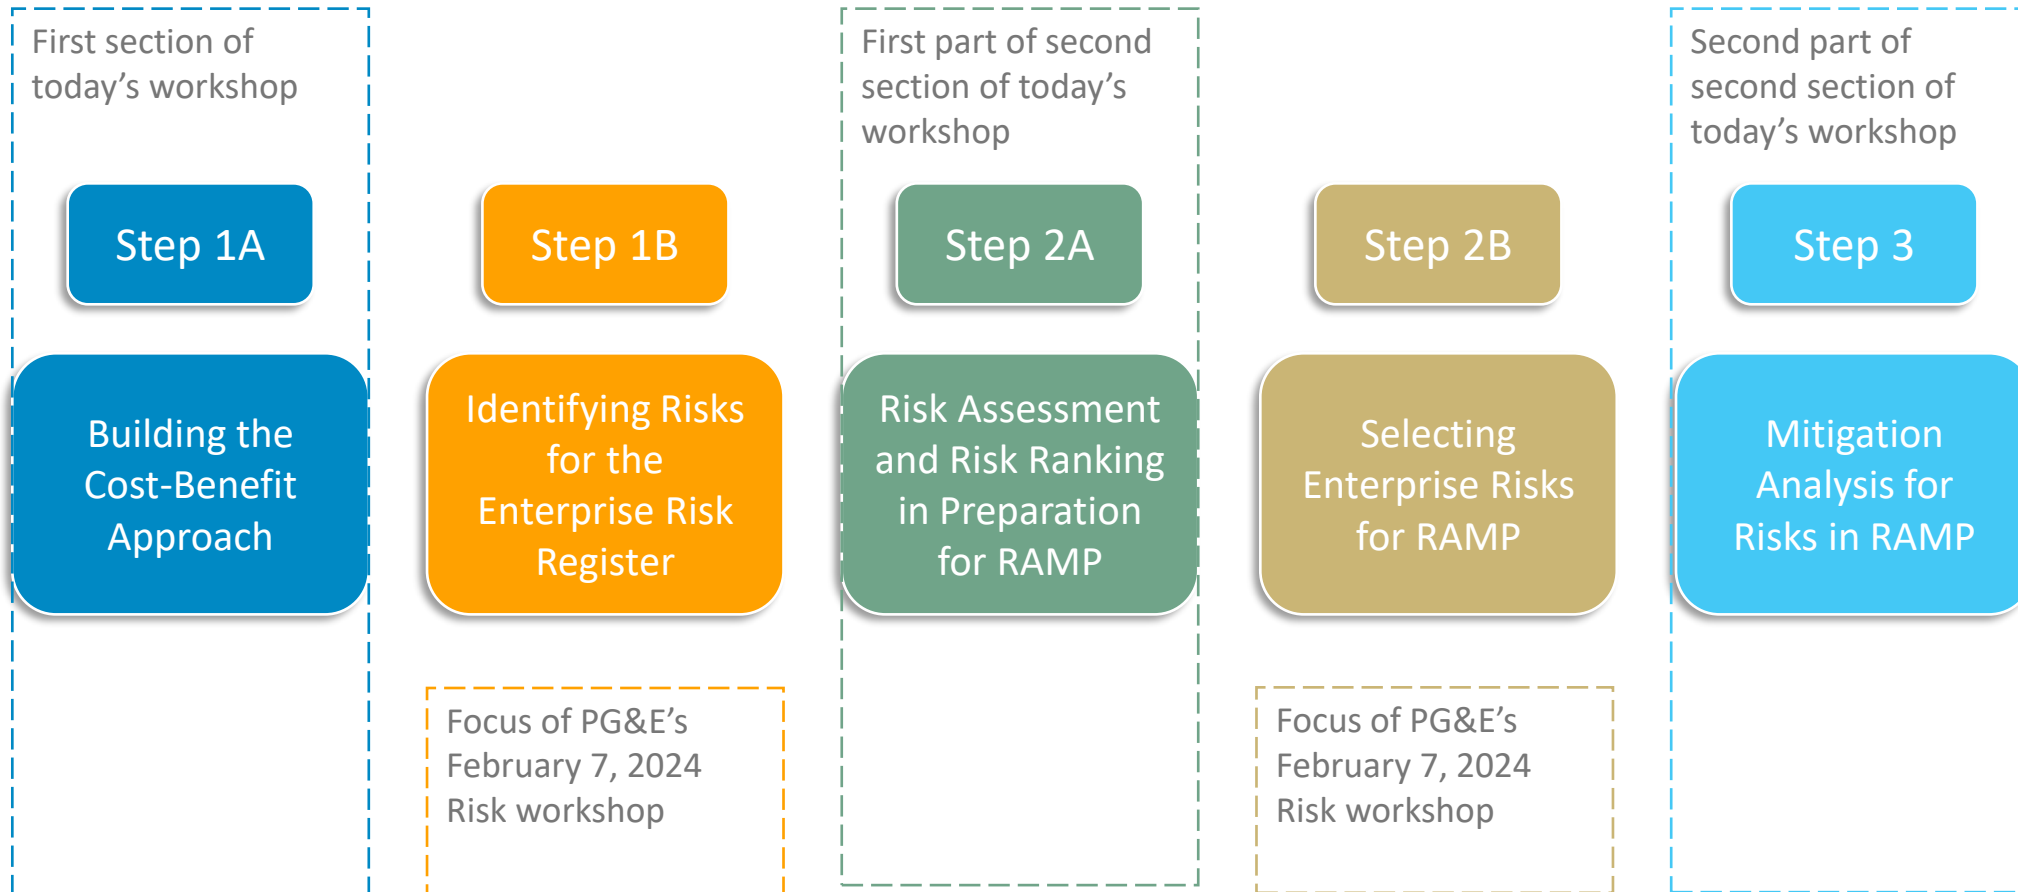 First section of
today’s workshop
Step 1A
Building the
Cost-Benefit
Approach
Step 1B
Identifying Risks
for the
Enterprise Risk
Register
Focus of PG&E’s
February 7, 2024
Risk workshop
First part of second
section of today’s
workshop
Step 2A
Risk Assessment
and Risk Ranking
in Preparation
for RAMP
Step 2B
Selecting
Enterprise Risks
for RAMP
Focus of PG&E’s
February 7, 2024
Risk workshop
Second part of
second section of
today’s workshop
Step 3
Mitigation
Analysis for
Risks in RAMP